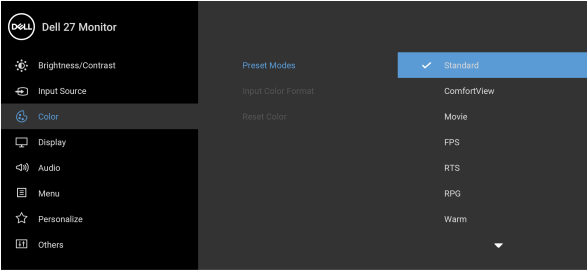 DELL
Dell 27 Monitor
Brightness/Contrast
Input Source
Color
Display
Audio
Menu
Personalize
Others
Preset Modes
Input Color Format
Reset Color
Standard
ComfortView
Movie
FPS
RTS
RPG
Warm